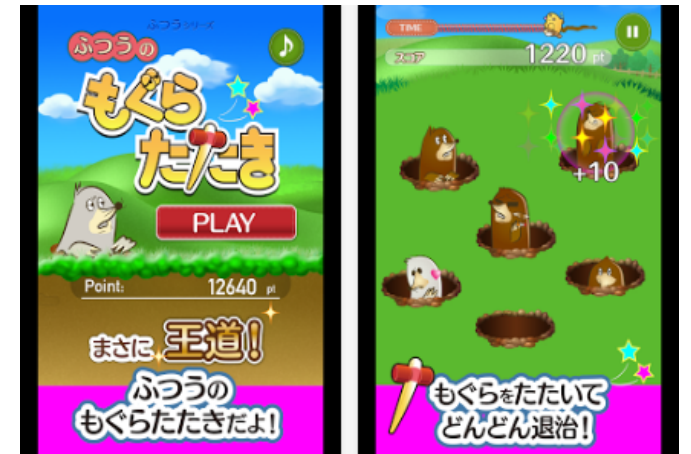 ふつうシリーズ
ふつうの
もぐら
たたき
PLAY
Point: 12640 pt
まさに王道!
ふつうの
もぐらたたきだよ!
TIME
スコア 1220 pt
+10
もぐらをたたいて
どんどん退治!